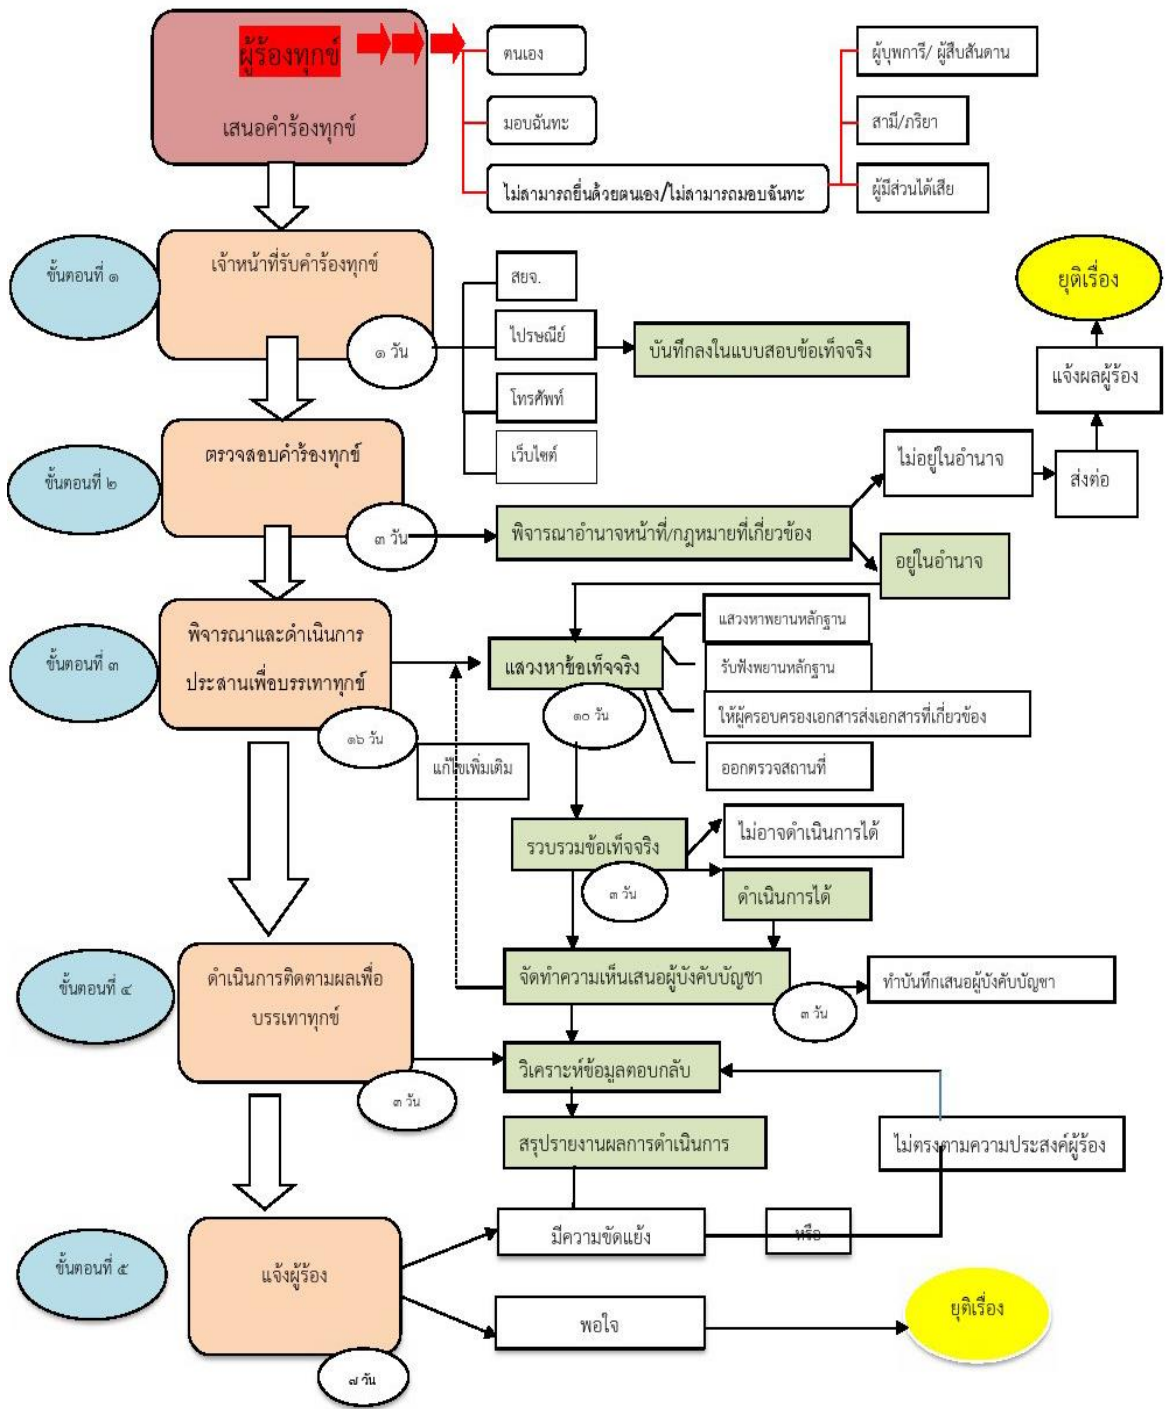 ผู้ร้องทุกข์
เสนอคำร้องทุกข์
ตนเอง
มอบฉันทะ
ไม่สามารถยื่นด้วยตนเอง/ไม่สามารถมอบฉันทะ
ผู้บุพการี/ ผู้สืบสันดาน
สามี/ภริยา
ผู้มีส่วนได้เสีย
ขั้นตอนที่ ๑
เจ้าหน้าที่รับคำร้องทุกข์
๑ วัน
สยจ.
ไปรษณีย์
โทรศัพท์
เว็บไซต์
บันทึกลงในแบบสอบข้อเท็จจริง
ยุติเรื่อง
แจ้งผลผู้ร้อง
ส่งต่อ
ไม่อยู่ในอำนาจ
ขั้นตอนที่ ๒
ตรวจสอบคำร้องทุกข์
๓ วัน
พิจารณาอำนาจหน้าที่/กฎหมายที่เกี่ยวข้อง
อยู่ในอำนาจ
ขั้นตอนที่ ๓
พิจารณาและดำเนินการ
ประสานเพื่อบรรเทาทุกข์
๑๖ วัน
แสวงหาข้อเท็จจริง
๑๐ วัน
แสวงหาพยานหลักฐาน
รับฟังพยานหลักฐาน
ให้ผู้ครอบครองเอกสารส่งเอกสารที่เกี่ยวข้อง
ออกตรวจสถานที่
แก้ไขเพิ่มเติม
รวบรวมข้อเท็จจริง
๓ วัน
ไม่อาจดำเนินการได้
ดำเนินการได้
ขั้นตอนที่ ๔
ดำเนินการติดตามผลเพื่อ
บรรเทาทุกข์
๓ วัน
จัดทำความเห็นเสนอผู้บังคับบัญชา
๓ วัน
ทำบันทึกเสนอผู้บังคับบัญชา
วิเคราะห์ข้อมูลตอบกลับ
สรุปรายงานผลการดำเนินการ
ไม่ตรงตามความประสงค์ผู้ร้อง
ขั้นตอนที่ ๕
แจ้งผู้ร้อง
๗ วัน
มีความขัดแย้ง
หรือ
พอใจ
ยุติเรื่อง